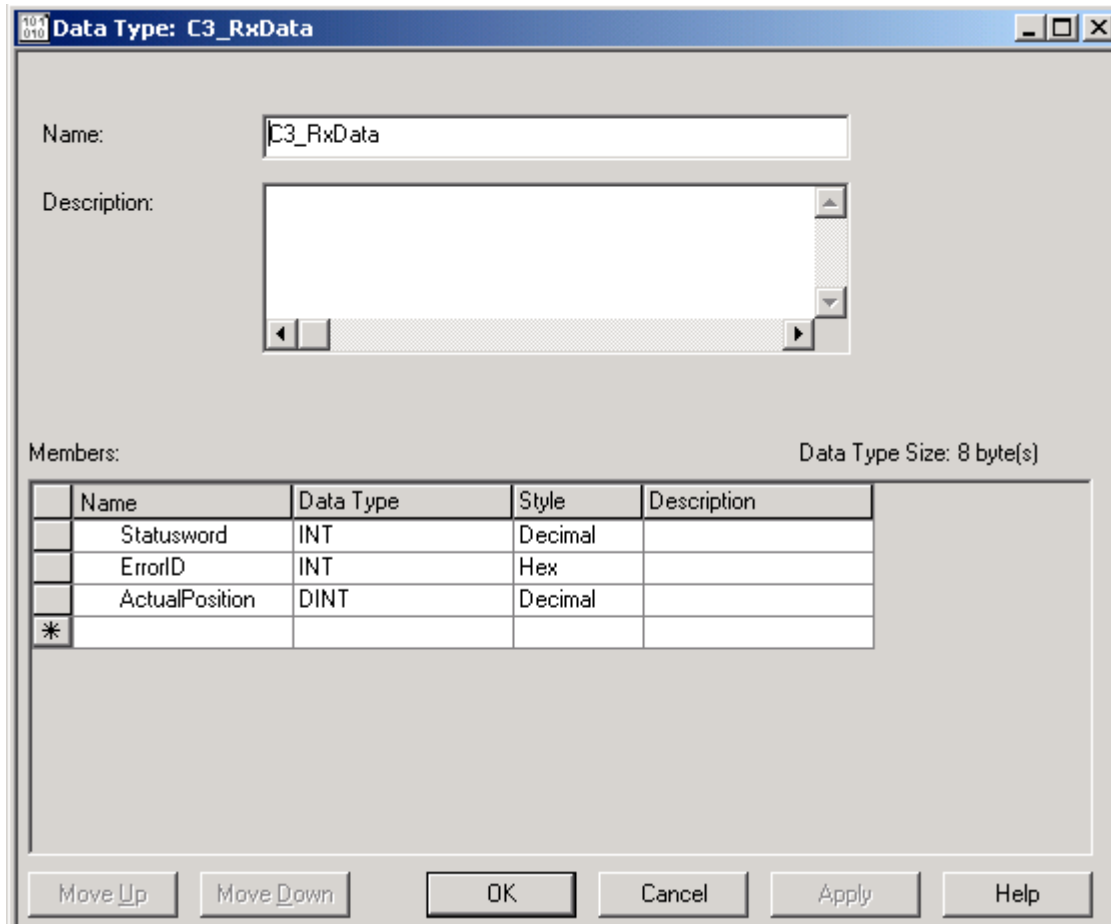 Data Type: C3_RxData
Name:
C3_RxData
Description:
Members:
Data Type Size: 8 byte(s)
Name Data Type Style Description
Statusword INT Decimal
ErrorID INT Hex
ActualPosition DINT Decimal
Move Up Move Down OK Cancel Apply Help